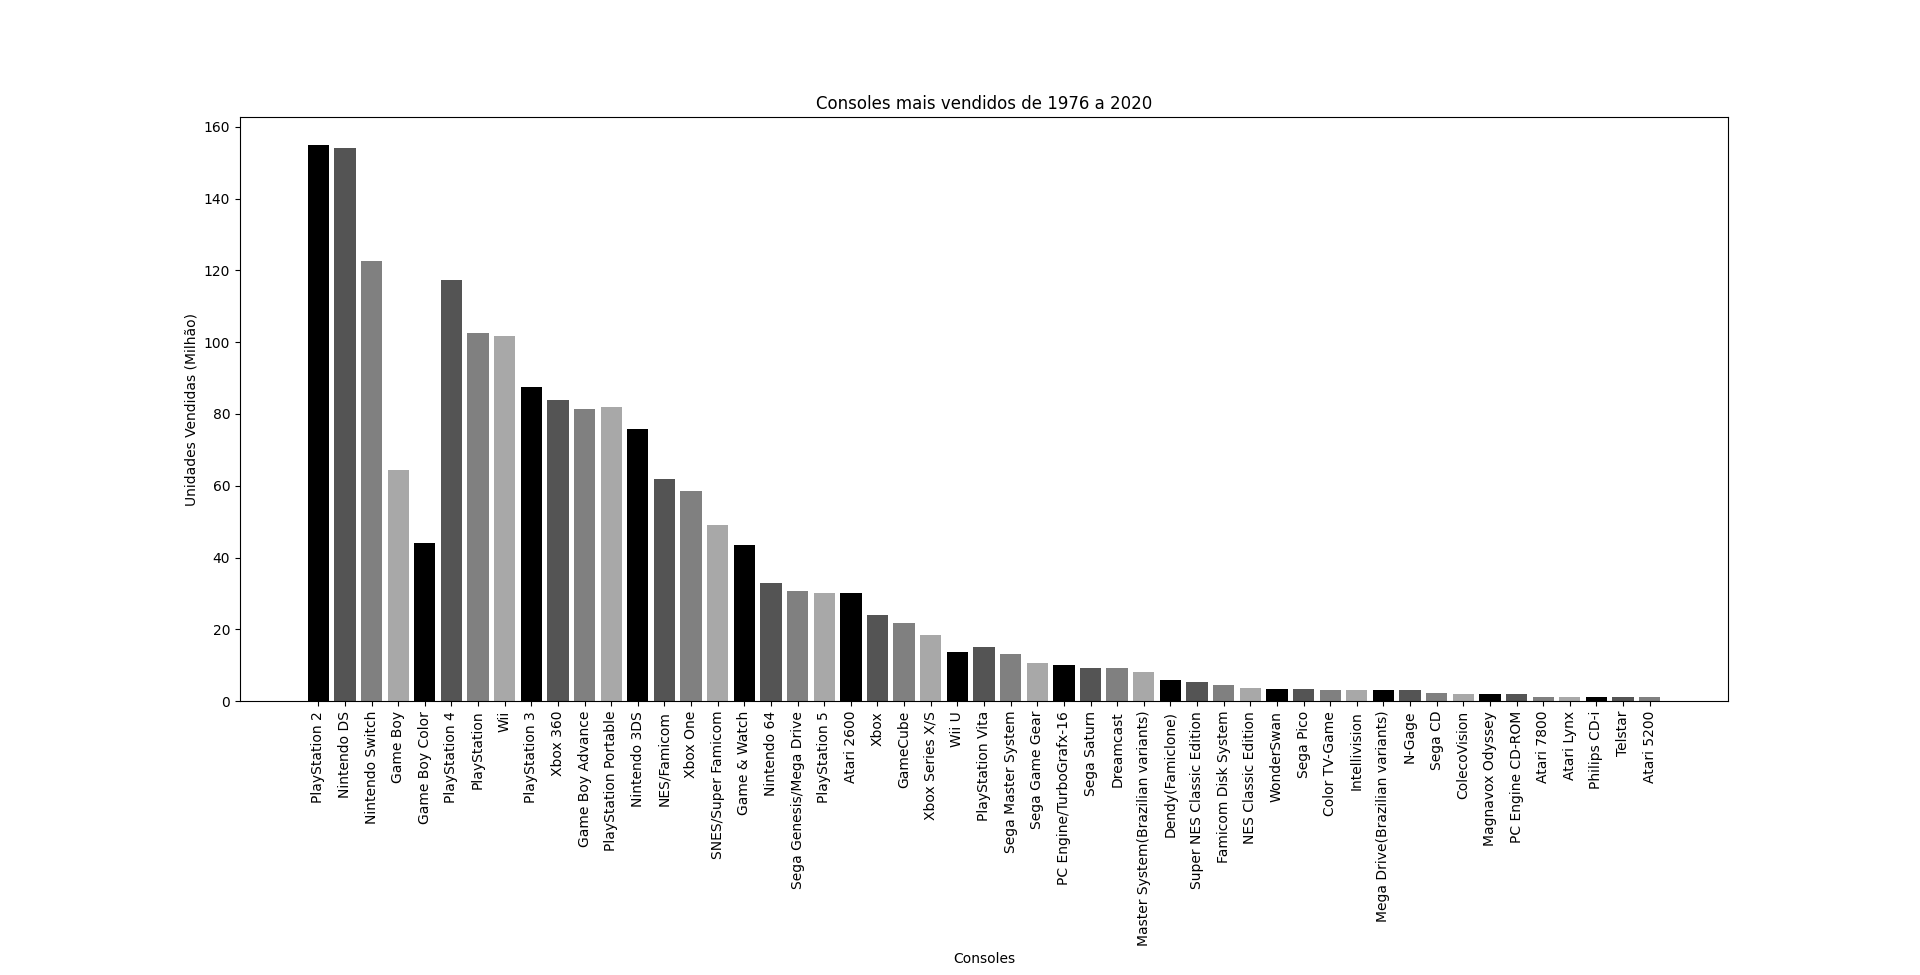 Consoles mais vendidos de 1976 a 2020
Unidades Vendidas (Milhão)
160
140
120
100
80
60
40
20
0
PlayStation 2
Nintendo DS
Nintendo Switch
Game Boy
Game Boy Color
PlayStation 4
PlayStation
Wii
PlayStation 3
Xbox 360
Game Boy Advance
PlayStation Portable
Nintendo 3DS
NES/Famicom
Xbox One
SNES/Super Famicom
Game & Watch
Nintendo 64
Sega Genesis/Mega Drive
PlayStation 5
Atari 2600
Xbox
GameCube
Xbox Series X/S
Wii U
PlayStation Vita
Sega Master System
Sega Game Gear
PC Engine/TurboGrafx-16
Sega Saturn
Dreamcast
Master System(Brazilian variants)
Dendy(Famiclone)
Super NES Classic Edition
Famicom Disk System
NES Classic Edition
WonderSwan
Sega Pico
Color TV-Game
Intellivision
Mega Drive(Brazilian variants)
N-Gage
Sega CD
ColecoVision
Magnavox Odyssey
PC Engine CD-ROM
Atari 7800
Atari Lynx
Philips CD-i
Telstar
Atari 5200
Consoles